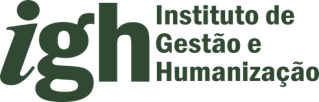 igh
Instituto de
Gestão e
Humanização